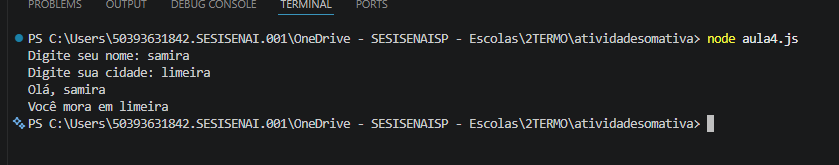 PROBLEMS OUTPUT DEBUG CONSOLE TERMINAL PORTS
PS C:\Users\50393631842.SESISENAI.001\OneDrive - SESISENAISP - Escolas\2TERMO\atividadesomativa> node aula4.js
Digite seu nome: samira
Digite sua cidade: limeira
Olá, samira
Você mora em limeira
PS C:\Users\50393631842.SESISENAI.001\OneDrive - SESISENAISP - Escolas\2TERMO\atividadesomativa>